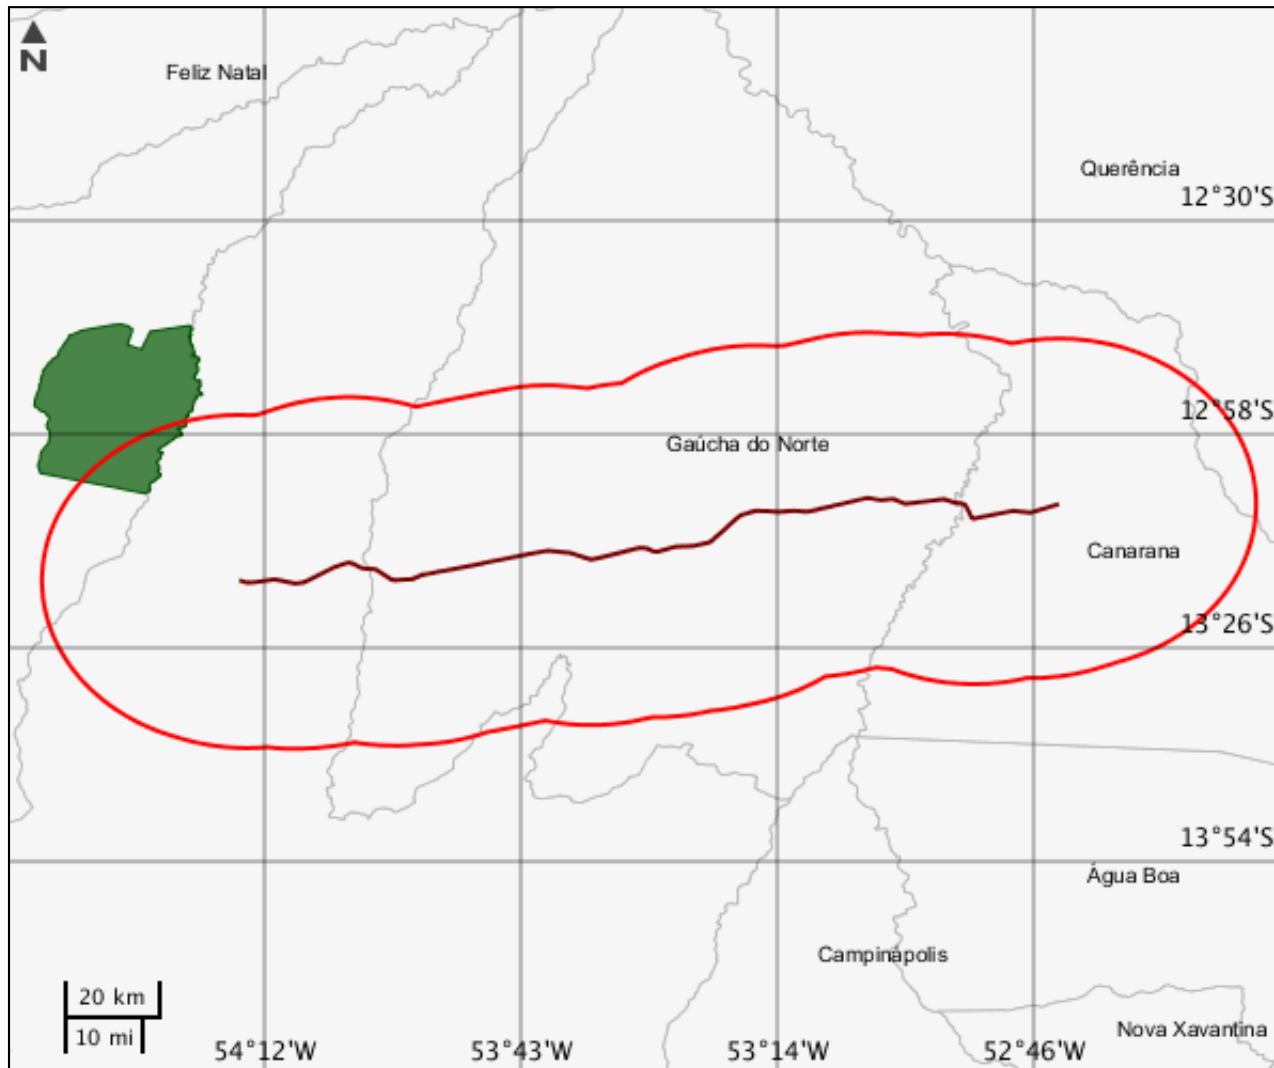 N
Feliz Natal
Querência
12°30'S
12°58'S
Gaúcha do Norte
Canarana
13°26'S
13°54'S
Água Boa
Campinápolis
20 km
10 mi
Nova Xavantina
54°12'W
53°43'W
53°14'W
52°46'W